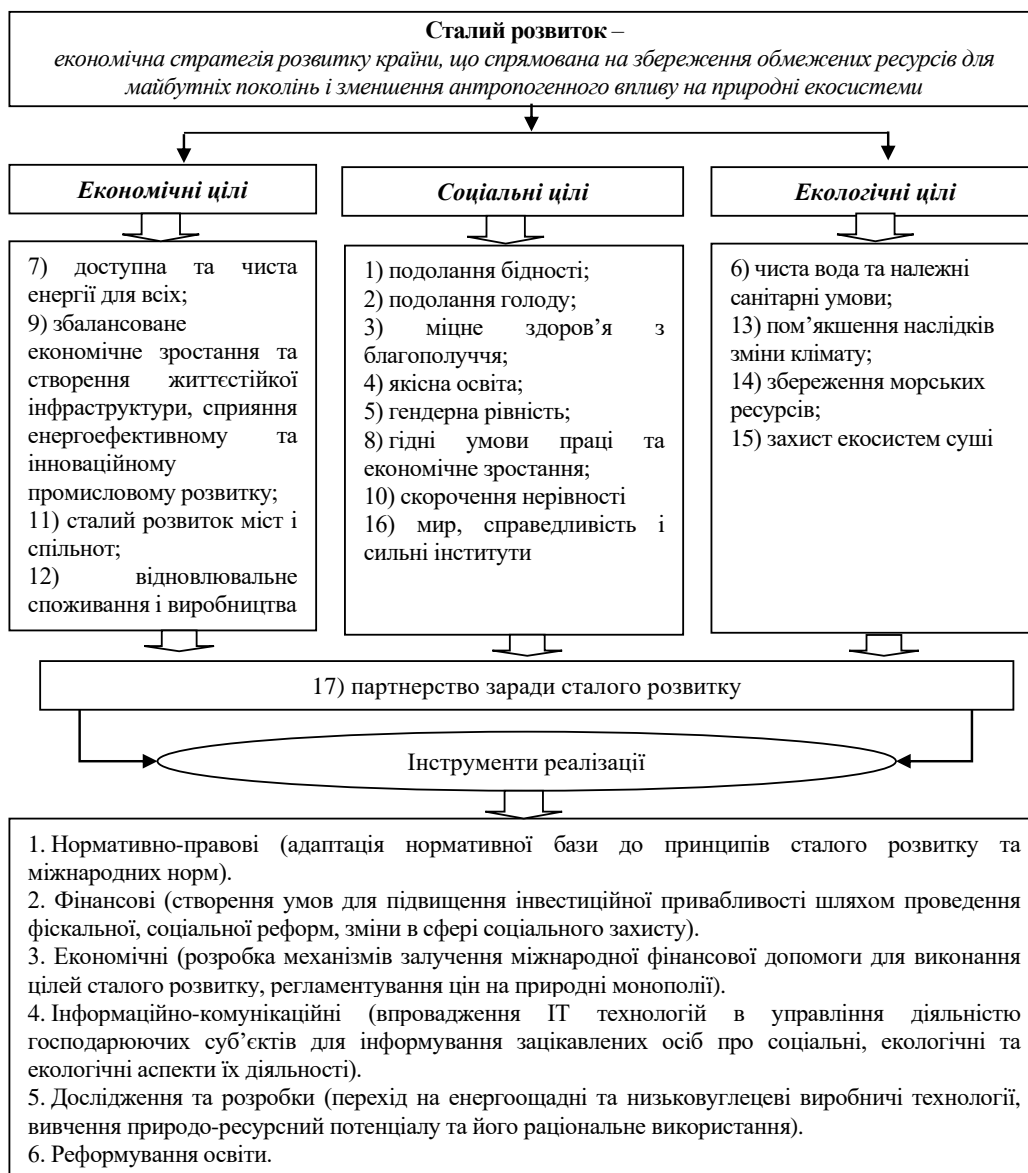 Сталий розвиток –
економічна стратегія розвитку країни, що спрямована на збереження обмежених ресурсів для
майбутніх поколінь і зменшення антропогенного впливу на природні екосистеми
Економічні цілі
Соціальні цілі
Екологічні цілі
7) доступна та чиста
енергії для всіх;
9) збалансоване
економічне зростання та
створення життєстійкої
інфраструктури, сприяння
енергоефективному та
інноваційному
промисловому розвитку;
11) сталий розвиток міст і
спільнот;
12) відновлювальне
споживання і виробництва
1) подолання бідності;
2) подолання голоду;
3) міцне здоров’я з
благополуччя;
4) якісна освіта;
5) гендерна рівність;
8) гідні умови праці та
економічне зростання;
10) скорочення нерівності
16) мир, справедливість і
сильні інститути
6) чиста вода та належні
санітарні умови;
13) пом’якшення наслідків
зміни клімату;
14) збереження морських
ресурсів;
15) захист екосистем суші
17) партнерство заради сталого розвитку
Інструменти реалізації
1. Нормативно-правові (адаптація нормативної бази до принципів сталого розвитку та
міжнародних норм).
2. Фінансові (створення умов для підвищення інвестиційної привабливості шляхом проведення
фіскальної, соціальної реформ, зміни в сфері соціального захисту).
3. Економічні (розробка механізмів залучення міжнародної фінансової допомоги для виконання
цілей сталого розвитку, регламентування цін на природні монополії).
4. Інформаційно-комунікаційні (впровадження ІТ технологій в управління діяльністю
господарюючих суб’єктів для інформування зацікавлених осіб про соціальні, екологічні та
екологічні аспекти їх діяльності).
5. Дослідження та розробки (перехід на енергоощадні та низьковуглецеві виробничі технології,
вивчення природо-ресурсний потенціалу та його раціональне використання).
6. Реформування освіти.